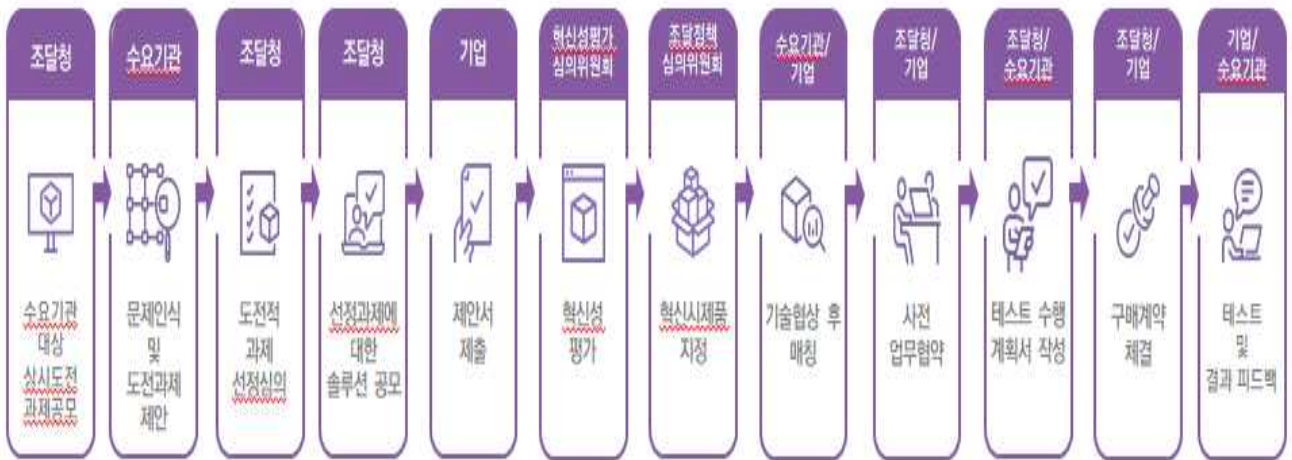 조달청
수요기관 대상
상시도전
과제공모
수요기관
문제인식
및
도전과제
제안
조달청
도전적
과제
선정심의
조달청
선정과제에
대한
솔루션 공모
기업
제안서
제출
혁신성평가
심의위원회
혁신성
평가
조달정책
심의위원회
혁신시제품
지정
수요기관/
기업
기술협상 후
매칭
조달청/
기업
사전
업무협약
조달청/
수요기관
테스트 수행
계획서 작성
조달청/
기업
구매계약
체결
기업/
수요기관
테스트
및
결과 피드백